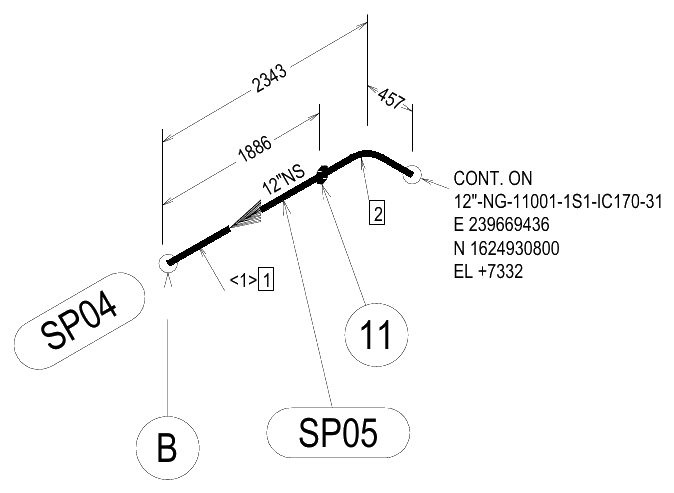 2343
457
1886
12"NS
CONT. ON
12"-NG-11001-1S1-IC170-31
E 239669436
N 1624930800
EL +7332
2
<1> 1
SP04
11
SP05
B